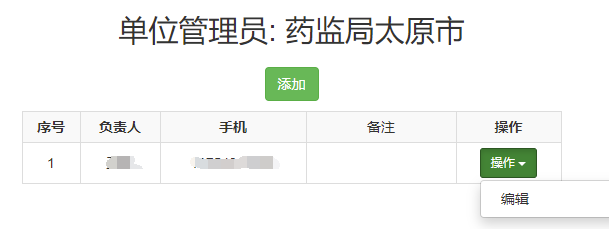 单位管理员: 药监局太原市
添加
序号 负责人 手机 备注 操作
1 操作
编辑